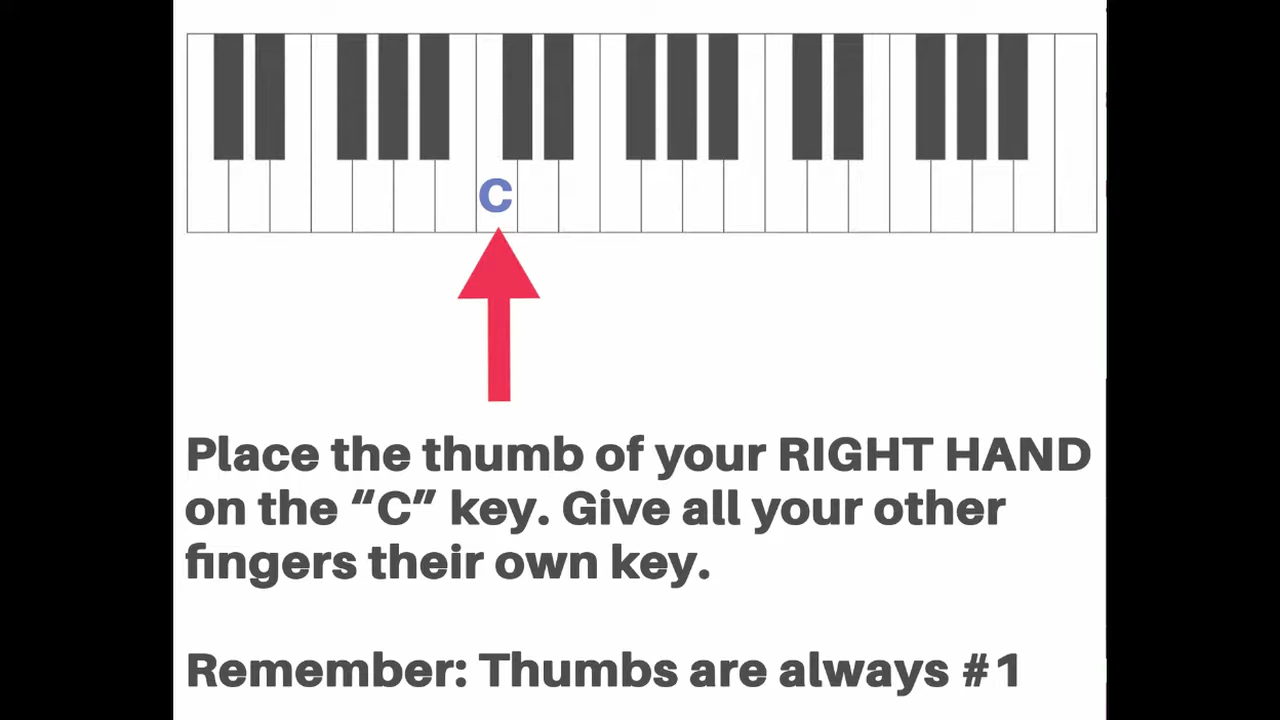 C
Place the thumb of your RIGHT HAND
on the “C” key. Give all your other
fingers their own key.
Remember: Thumbs are always #1